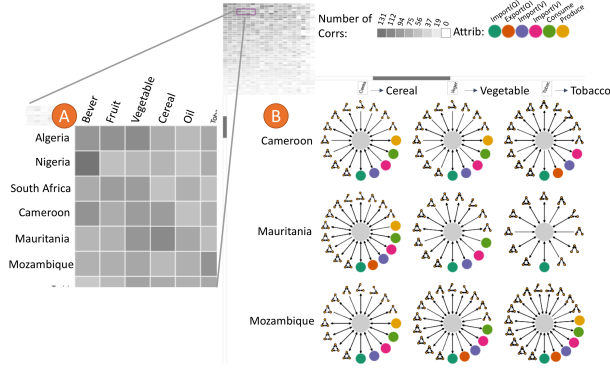 Number of
Corrs:
131
112
94
75
56
37
19
0
Attrib:
Import(Q)
Export(Q)
Import(V)
Import(V)
Consume
Produce
A
Bever
Fruit
Vegetable
Cereal
Oil
Algeria
Nigeria
South Africa
Cameroon
Mauritania
Mozambique
B
Cereal
Vegetable
Tobacco
Cameroon
Mauritania
Mozambique